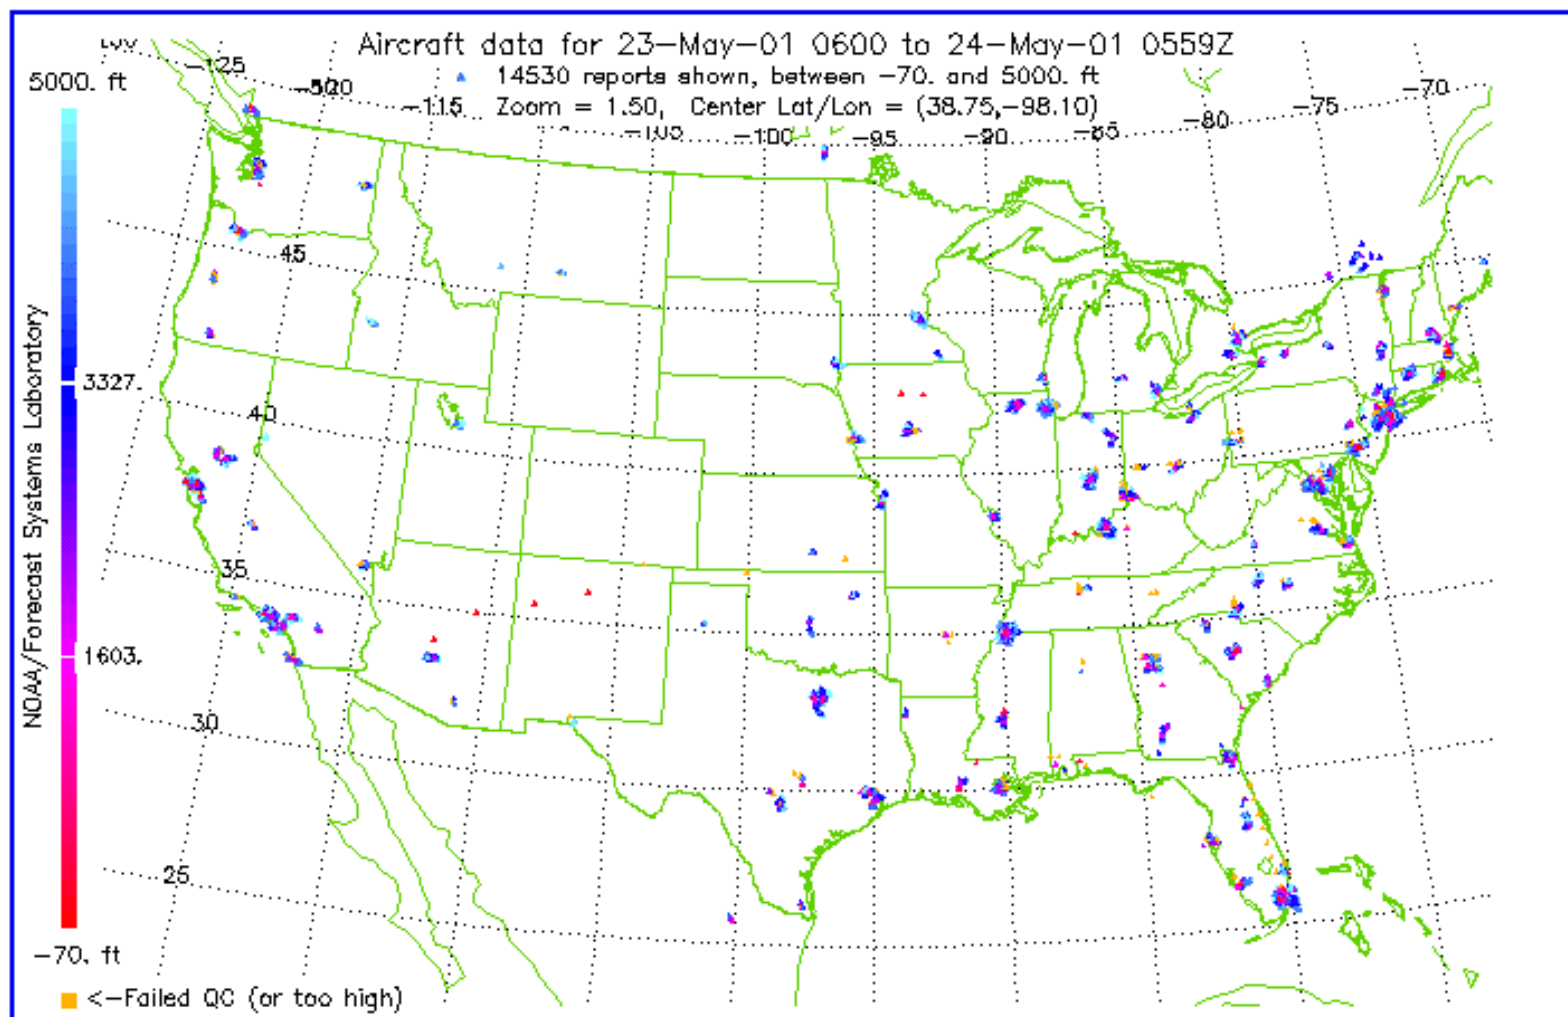 Aircraft data for 23-May-01 0600 to 24-May-01 0559Z
14530 reports shown, between -70. and 5000. ft
Zoom = 1.50, Center Lat/Lon = (38.75,-98.10)
5000. ft
3327.
1603.
-70. ft
NOAA/Forecast Systems Laboratory
<-Failed QC (or too high)
-125
-115
-105
-100
-95
-90
-85
-80
-75
-70
45
40
35
30
25